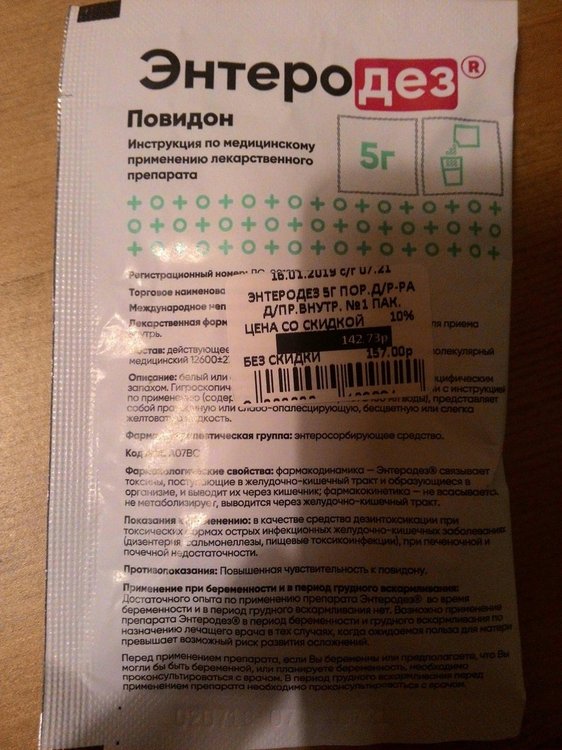 Энтеродез®
Повидон
Инструкция по медицинскому
применению лекарственного
препарата
5г
Регистрационный номер:
16.01.2019 с/г 07.21
Торговое наименова
ЭНТЕРОДЕЗ 5Г ПОР.Д/Р-РА
Международное неп
Д/ПР.ВНУТР. №1 ПАК.
Лекарственная форм
ля приема
внутрь.
ЦЕНА СО СКИДКОЙ 10%
142.73р
Состав: действующее
молекулярный
медицинский 12600±2
БЕЗ СКИДКИ 157.00р
Описание: белый или
цифическим
запахом. Гигроскопич
и с инструкцией
по применению (содер
воды), представляет
собой прозрачную или слабо-опалесцирующую, бесцветную или слегка
желтоватую жидкость.
Фармакотерапевтическая группа: энтеросорбирующее средство.
Код АТХ: A07BC
Фармакологические свойства: фармакодинамика — Энтеродез® связывает
токсины, поступающие в желудочно-кишечный тракт и образующиеся в
организме, и выводит их через кишечник; фармакокинетика — не всасывается,
не метаболизирует, выводится через желудочно-кишечный тракт.
Показания к применению: в качестве средства дезинтоксикации при
токсических формах острых инфекционных желудочно-кишечных заболеваний
(дизентерия, сальмонеллезы, пищевые токсикоинфекции), при печеночной и
почечной недостаточности.
Противопоказания: Повышенная чувствительность к повидону.
Применение при беременности и в период грудного вскармливания:
Достаточного опыта по применению препарата Энтеродез® во время
беременности и в период грудного вскармливания нет. Возможно применение
препарата Энтеродез® в период беременности и грудного вскармливания по
назначению лечащего врача в тех случаях, когда ожидаемая польза для матери
превышает возможный риск развития осложнений.
Перед применением препарата, если Вы беременны или предполагаете, что Вы
могли бы быть беременной, или планируете беременность, необходимо
проконсультироваться с врачом. В период грудного вскармливания перед
применением препарата необходимо проконсультироваться с врачом.